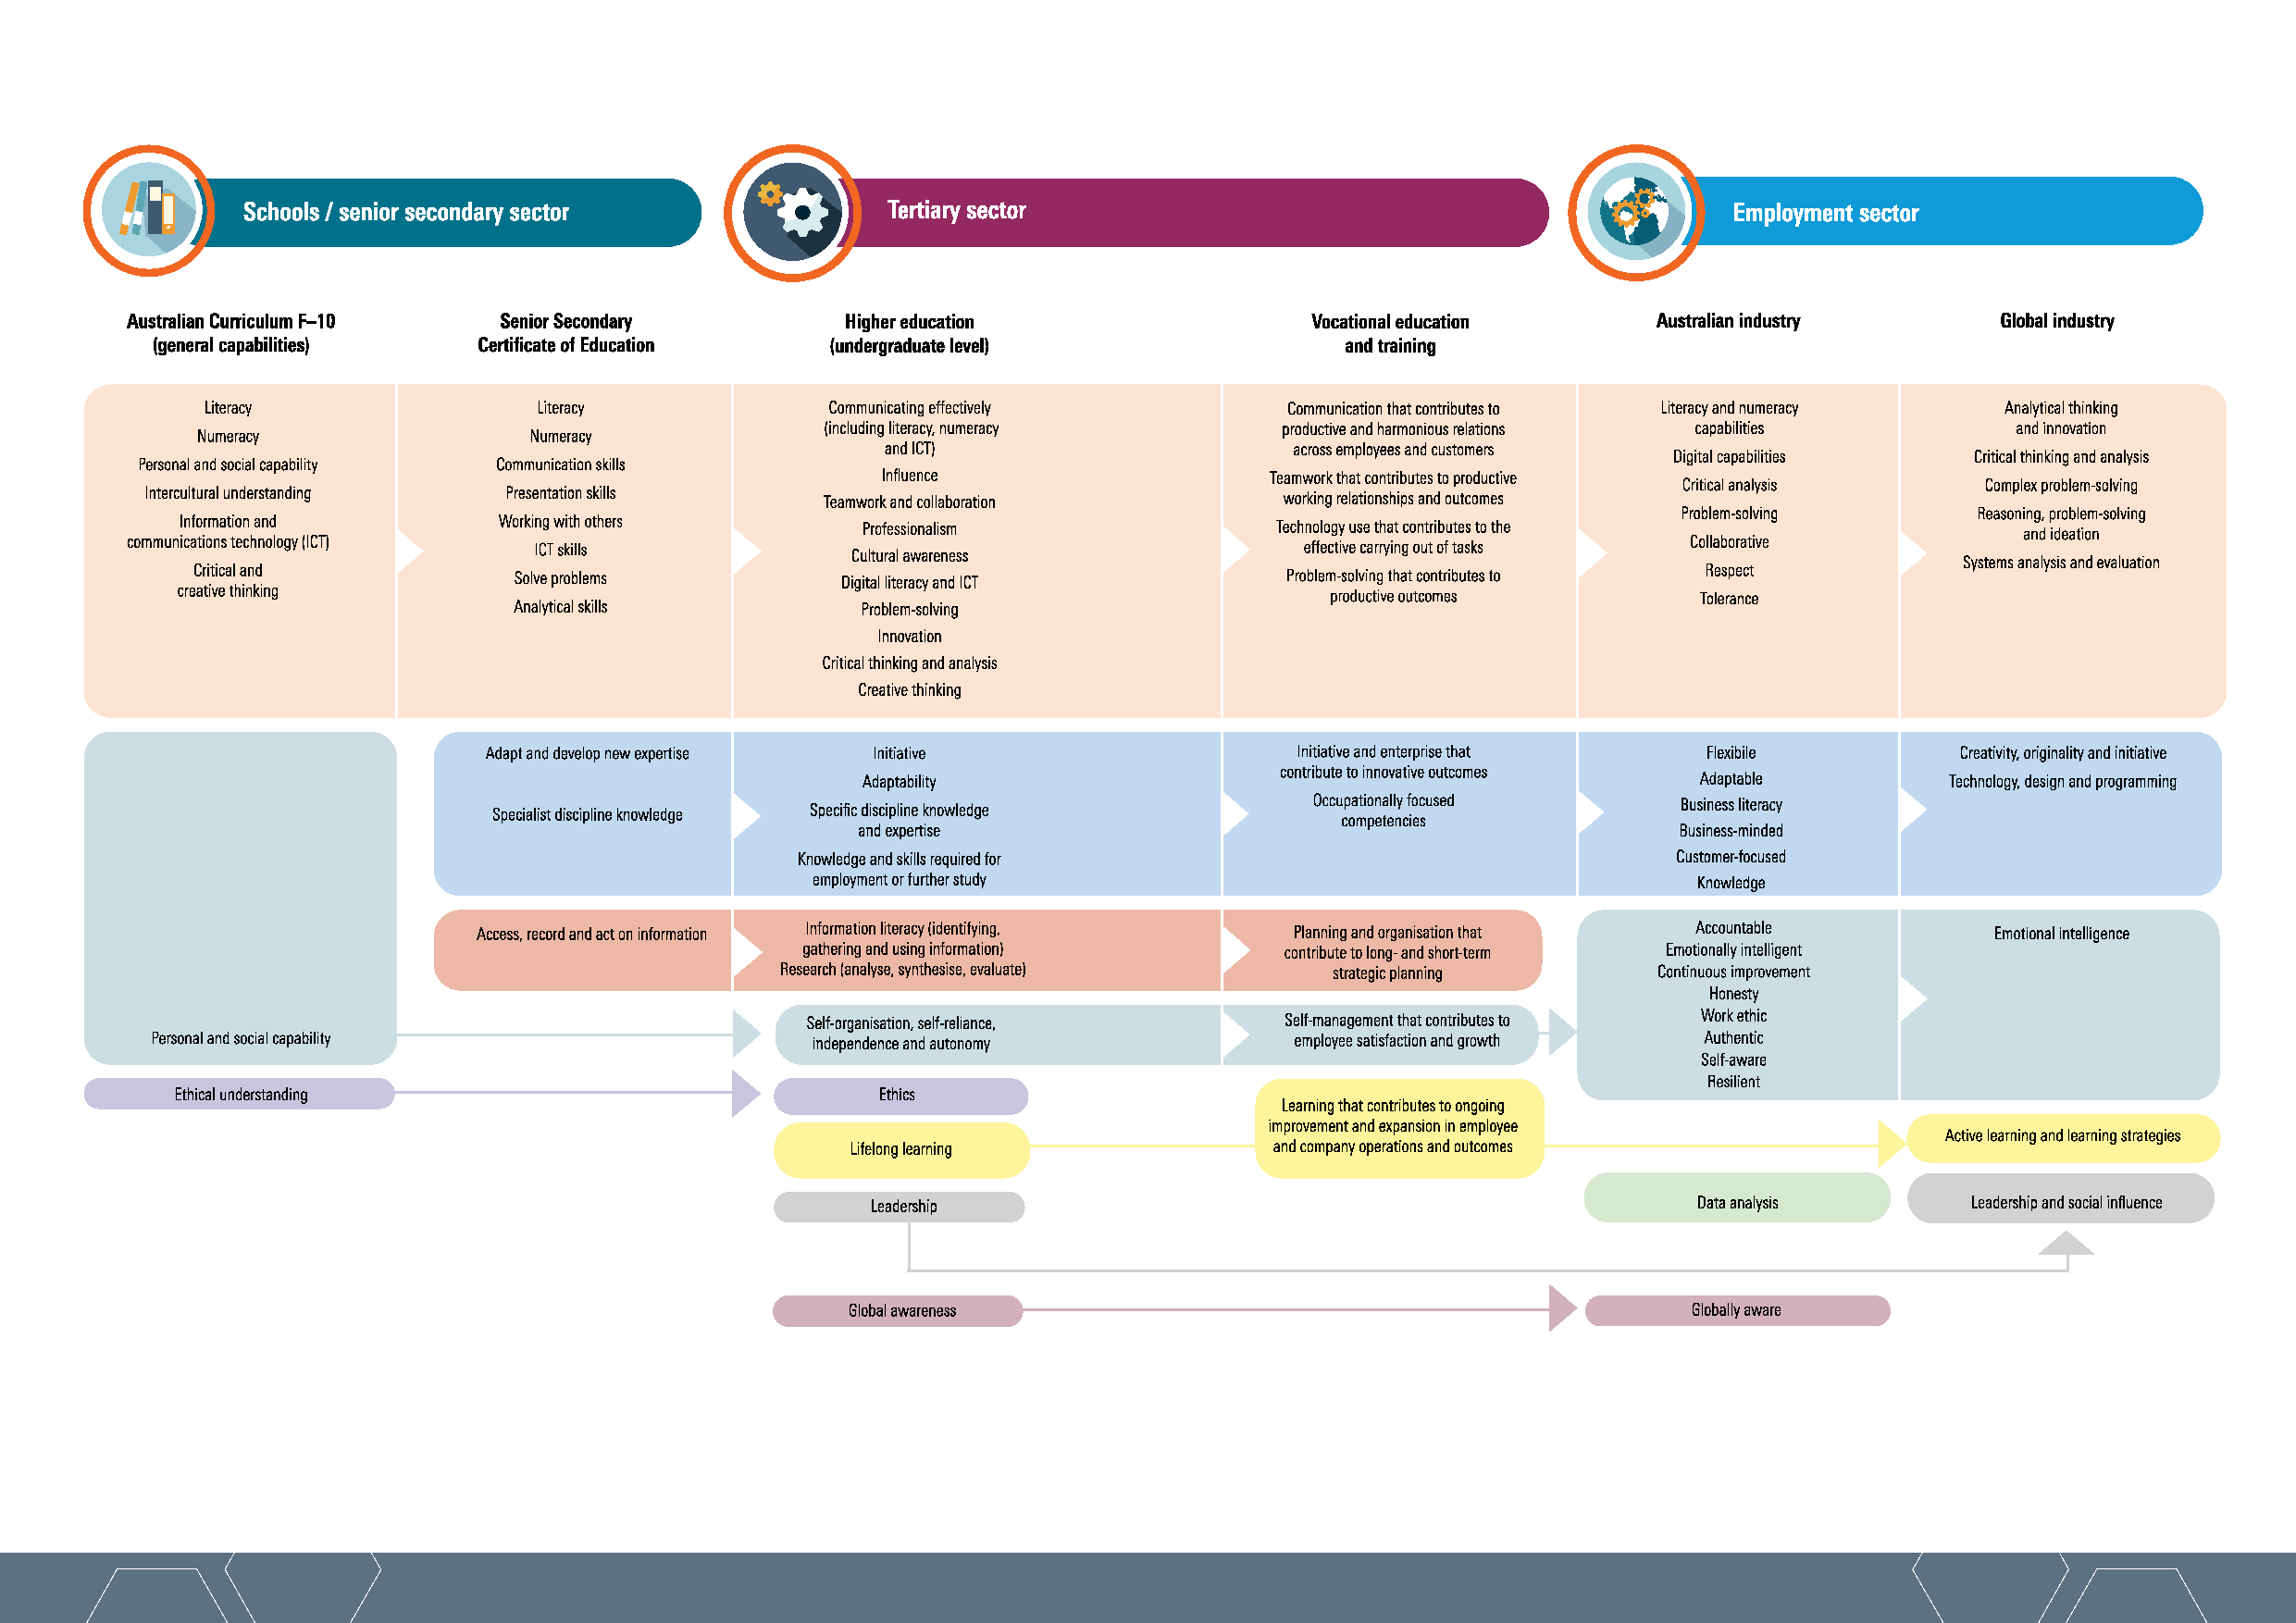 Schools / senior secondary sector
Tertiary sector
Employment sector
Australian Curriculum F–10
(general capabilities)
Senior Secondary
Certificate of Education
Higher education
(undergraduate level)
Vocational education
and training
Australian industry
Global industry
Literacy
Numeracy
Personal and social capability
Intercultural understanding
Information and
communications technology (ICT)
Critical and
creative thinking
Literacy
Numeracy
Communication skills
Presentation skills
Working with others
ICT skills
Solve problems
Analytical skills
Communicating effectively
(including literacy, numeracy
and ICT)
Influence
Teamwork and collaboration
Professionalism
Cultural awareness
Digital literacy and ICT
Problem-solving
Innovation
Critical thinking and analysis
Creative thinking
Communication that contributes to
productive and harmonious relations
across employees and customers
Teamwork that contributes to productive
working relationships and outcomes
Technology use that contributes to the
effective carrying out of tasks
Problem-solving that contributes to
productive outcomes
Literacy and numeracy
capabilities
Digital capabilities
Critical analysis
Problem-solving
Collaborative
Respect
Tolerance
Analytical thinking
and innovation
Critical thinking and analysis
Complex problem-solving
Reasoning, problem-solving
and ideation
Systems analysis and evaluation
Adapt and develop new expertise
Specialist discipline knowledge
Initiative
Adaptability
Specific discipline knowledge
and expertise
Knowledge and skills required for
employment or further study
Initiative and enterprise that
contribute to innovative outcomes
Occupationally focused
competencies
Flexibile
Adaptable
Business literacy
Business-minded
Customer-focused
Knowledge
Creativity, originality and initiative
Technology, design and programming
Access, record and act on information
Information literacy (identifying,
gathering and using information)
Research (analyse, synthesise, evaluate)
Planning and organisation that
contribute to long- and short-term
strategic planning
Accountable
Emotionally intelligent
Continuous improvement
Honesty
Work ethic
Authentic
Self-aware
Resilient
Emotional intelligence
Personal and social capability
Self-organisation, self-reliance,
independence and autonomy
Self-management that contributes to
employee satisfaction and growth
Ethical understanding
Ethics
Lifelong learning
Learning that contributes to ongoing
improvement and expansion in employee
and company operations and outcomes
Active learning and learning strategies
Leadership
Data analysis
Leadership and social influence
Global awareness
Globally aware